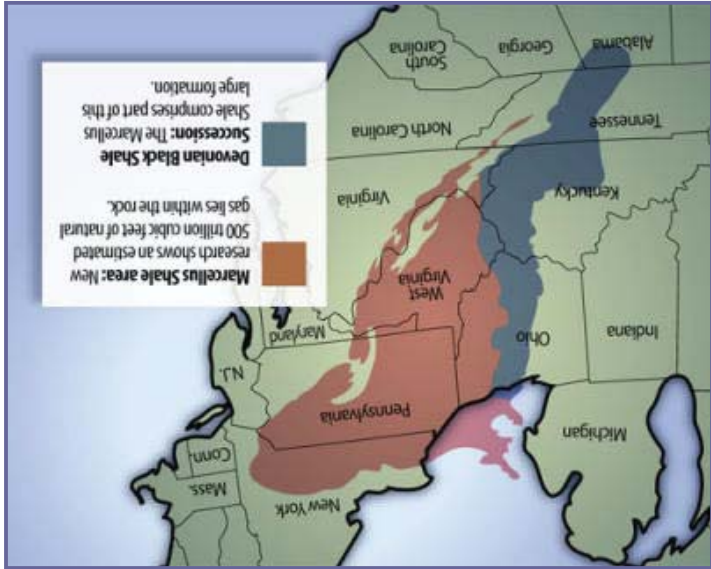 New York
Mass.
Michigan
Conn.
Pennsylvania
N.J.
Indiana
Ohio
Maryland
West
Virginia
Kentucky
Virginia
Tennessee
North Carolina
Alabama
Georgia
South
Carolina
Marcellus Shale area: New
research shows an estimated
500 trillion cubic feet of natural
gas lies within the rock.
Devonian Black Shale
Succession: The Marcellus
Shale comprises part of this
large formation.